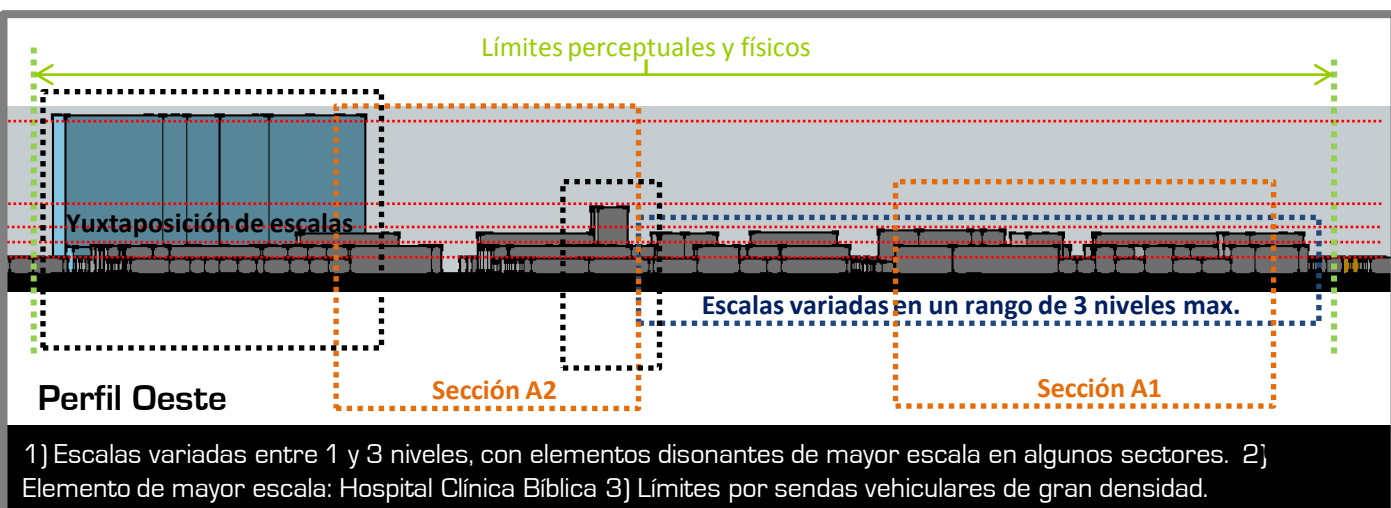 Límites perceptuales y físicos
Yuxtaposición de escalas
Escalas variadas en un rango de 3 niveles max.
Sección A2
Sección A1
Perfil Oeste
1) Escalas variadas entre 1 y 3 niveles, con elementos disonantes de mayor escala en algunos sectores. 2)
Elemento de mayor escala: Hospital Clínica Bíblica 3) Límites por sendas vehiculares de gran densidad.